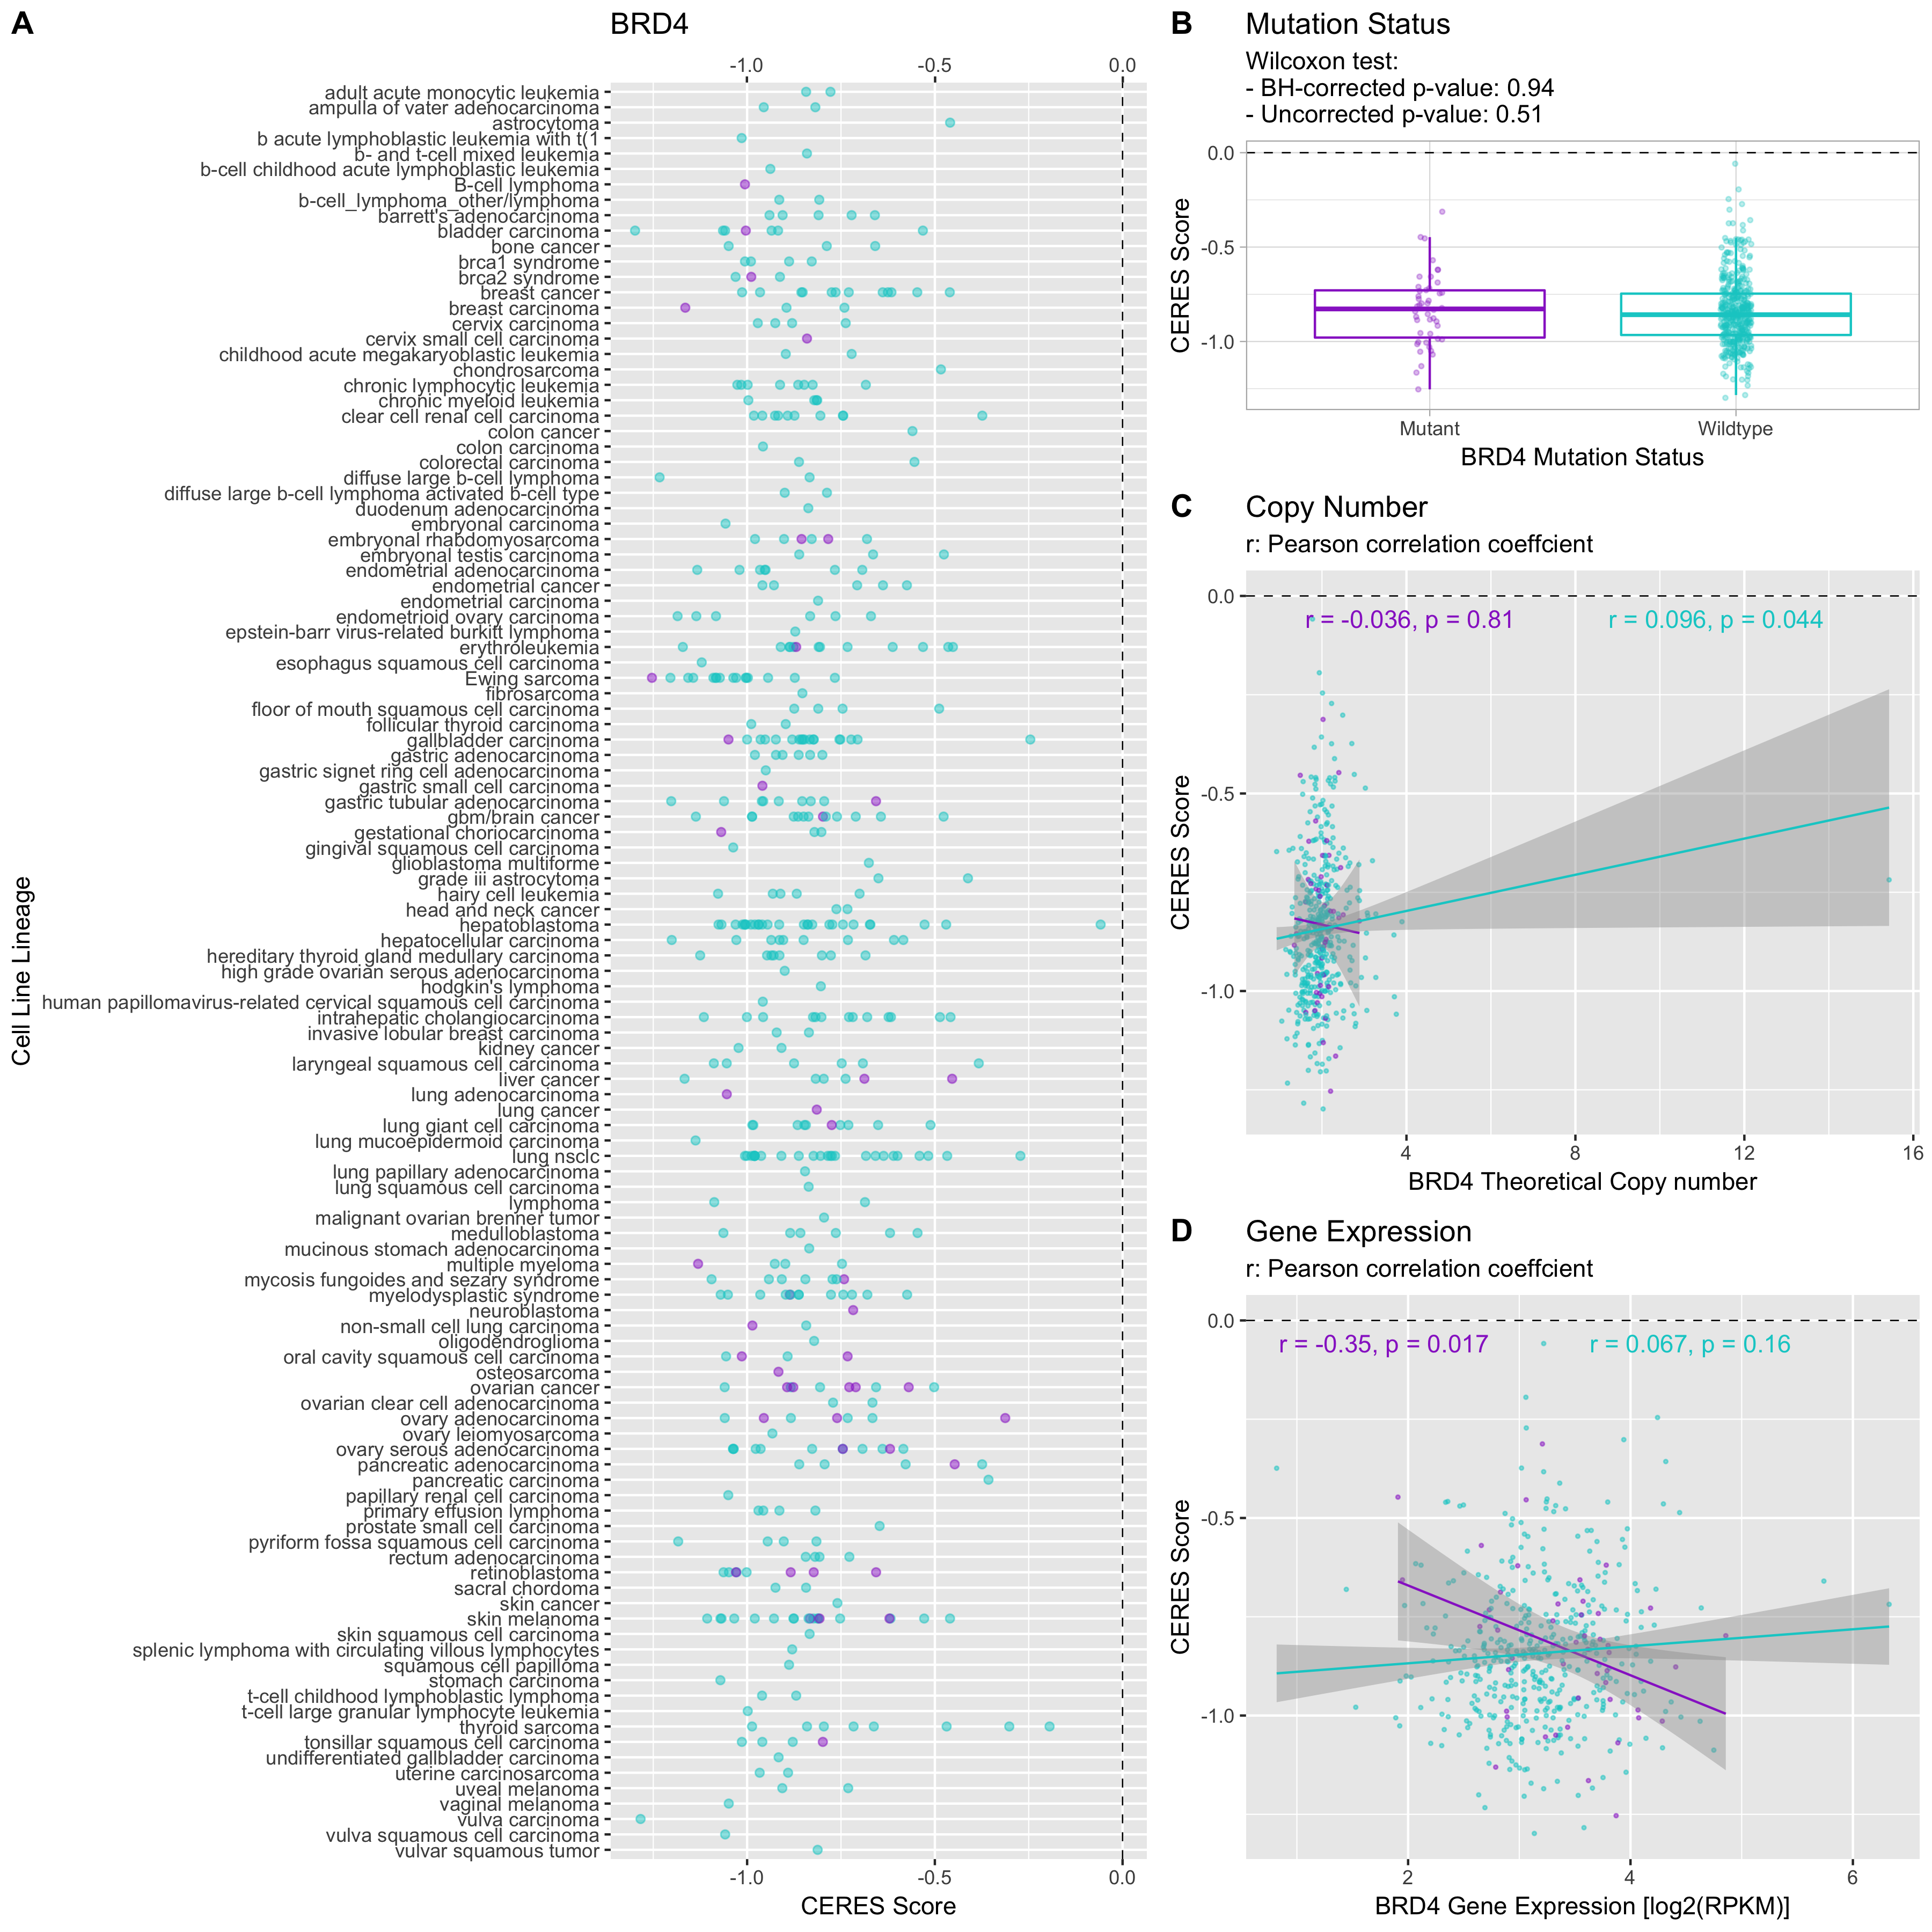 A
BRD4
-1.0
-0.5
0.0
adult acute monocytic leukemia
ampulla of vater adenocarcinoma
astrocytoma
b acute lymphoblastic leukemia with t(1
b- and t-cell mixed leukemia
b-cell childhood acute lymphoblastic leukemia
B-cell lymphoma
b-cell_lymphoma_other/lymphoma
barrett's adenocarcinoma
bladder carcinoma
bone cancer
brca1 syndrome
brca2 syndrome
breast cancer
breast carcinoma
cervix carcinoma
cervix small cell carcinoma
childhood acute megakaryoblastic leukemia
chondrosarcoma
chronic lymphocytic leukemia
chronic myeloid leukemia
clear cell renal cell carcinoma
colon cancer
colon carcinoma
colorectal carcinoma
diffuse large b-cell lymphoma
diffuse large b-cell lymphoma activated b-cell type
duodenum adenocarcinoma
embryonal carcinoma
embryonal rhabdomyosarcoma
embryonal testis carcinoma
endometrial adenocarcinoma
endometrial cancer
endometrial carcinoma
endometrioid ovary carcinoma
epstein-barr virus-related burkitt lymphoma
erythroleukemia
esophagus squamous cell carcinoma
Ewing sarcoma
fibrosarcoma
floor of mouth squamous cell carcinoma
follicular thyroid carcinoma
gallbladder carcinoma
gastric adenocarcinoma
gastric signet ring cell adenocarcinoma
gastric small cell carcinoma
gastric tubular adenocarcinoma
gbm/brain cancer
gestational choriocarcinoma
gingival squamous cell carcinoma
glioblastoma multiforme
grade iii astrocytoma
hairy cell leukemia
head and neck cancer
hepatoblastoma
hepatocellular carcinoma
hereditary thyroid gland medullary carcinoma
high grade ovarian serous adenocarcinoma
hodgkin's lymphoma
human papillomavirus-related cervical squamous cell carcinoma
intrahepatic cholangiocarcinoma
invasive lobular breast carcinoma
kidney cancer
laryngeal squamous cell carcinoma
liver cancer
lung adenocarcinoma
lung cancer
lung giant cell carcinoma
lung mucoepidermoid carcinoma
lung nsclc
lung papillary adenocarcinoma
lung squamous cell carcinoma
lymphoma
malignant ovarian brenner tumor
medulloblastoma
mucinous stomach adenocarcinoma
multiple myeloma
mycosis fungoides and sezary syndrome
myelodysplastic syndrome
neuroblastoma
non-small cell lung carcinoma
oligodendroglioma
oral cavity squamous cell carcinoma
osteosarcoma
ovarian cancer
ovarian clear cell adenocarcinoma
ovary adenocarcinoma
ovary leiomyosarcoma
ovary serous adenocarcinoma
pancreatic adenocarcinoma
pancreatic carcinoma
papillary renal cell carcinoma
primary effusion lymphoma
prostate small cell carcinoma
pyriform fossa squamous cell carcinoma
rectum adenocarcinoma
retinoblastoma
sacral chordoma
skin cancer
skin melanoma
skin squamous cell carcinoma
splenic lymphoma with circulating villous lymphocytes
squamous cell papilloma
stomach carcinoma
t-cell childhood lymphoblastic lymphoma
t-cell large granular lymphocyte leukemia
thyroid sarcoma
tonsillar squamous cell carcinoma
undifferentiated gallbladder carcinoma
uterine carcinosarcoma
uveal melanoma
vaginal melanoma
vulva carcinoma
vulva squamous cell carcinoma
vulvar squamous tumor
Cell Line Lineage
-1.0
-0.5
0.0
CERES Score
B
Mutation Status
Wilcoxon test:
- BH-corrected p-value: 0.94
- Uncorrected p-value: 0.51
0.0
-0.5
-1.0
CERES Score
Mutant
Wildtype
BRD4 Mutation Status
C
Copy Number
r: Pearson correlation coeffcient
0.0
-0.5
-1.0
CERES Score
r = -0.036, p = 0.81
r = 0.096, p = 0.044
4
8
12
16
BRD4 Theoretical Copy number
D
Gene Expression
r: Pearson correlation coeffcient
0.0
-0.5
-1.0
CERES Score
r = -0.35, p = 0.017
r = 0.067, p = 0.16
2
4
6
BRD4 Gene Expression [log2(RPKM)]